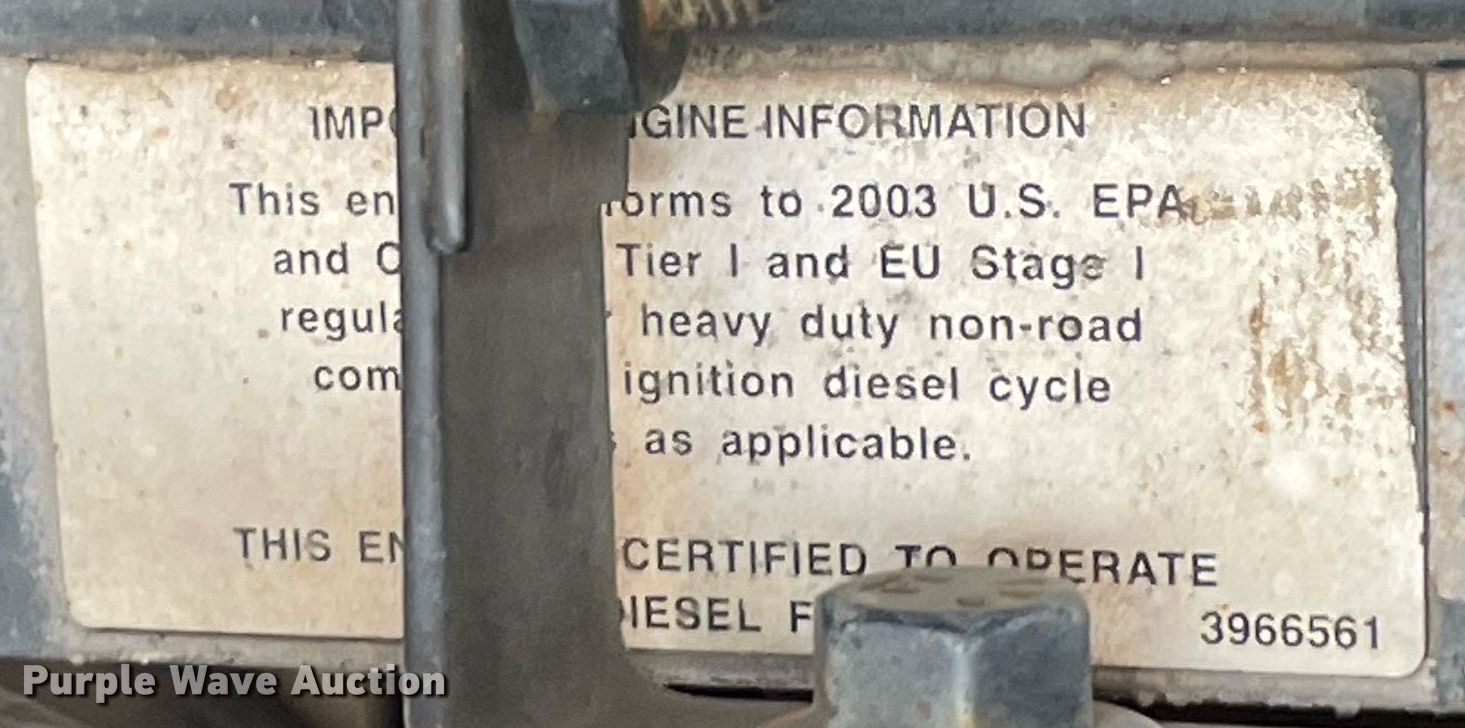 IMPO GINE INFORMATION
This en orms to 2003 U.S. EPA
and C Tier I and EU Stage I
regula heavy duty non-road
com ignition diesel cycle
as applicable.
THIS EN CERTIFIED TO OPERATE
IESEL F 3966561
Purple Wave Auction